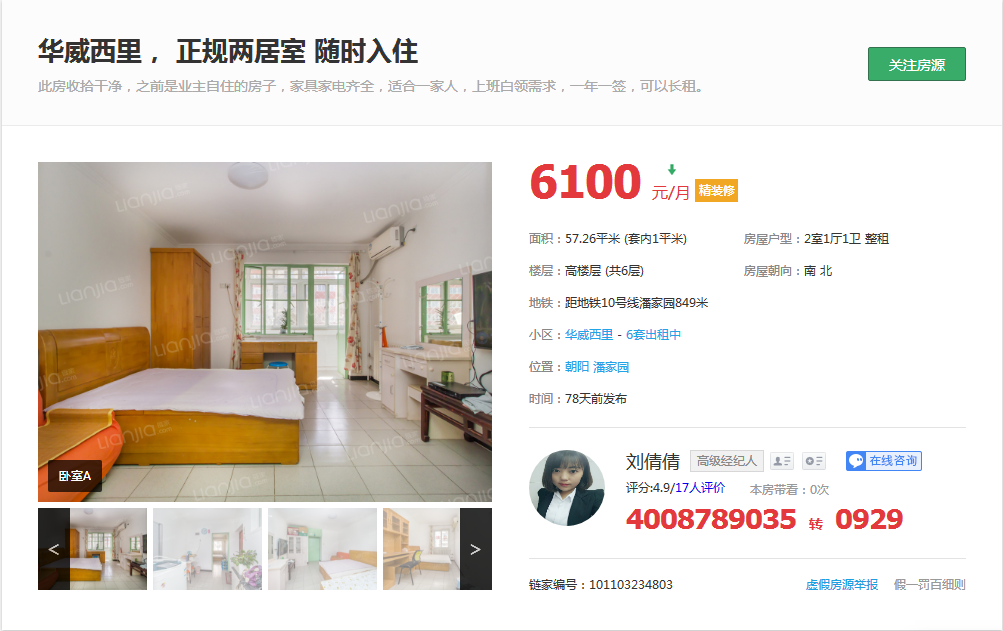 华威西里， 正规两居室 随时入住
此房收拾干净，之前是业主自住的房子，家具家电齐全，适合一家人，上班白领需求，一年一签，可以长租。
关注房源
6100 元/月 精装修
面积：57.26平米 (套内1平米) 房屋户型：2室1厅1卫 整租
楼层：高楼层 (共6层) 房屋朝向：南 北
地铁：距地铁10号线潘家园849米
小区：华威西里 - 6套出租中
位置：朝阳 潘家园
时间：78天前发布
lianjia
lianjia
lianjia
lianjia
lianjia
lianjia
lianjia
lianjia
卧室A
< >
刘倩倩 高级经纪人 在线咨询
评分:4.9/17人评价 本房带看：0次
4008789035 转 0929
链家编号：101103234803 虚假房源举报 假一罚百细则